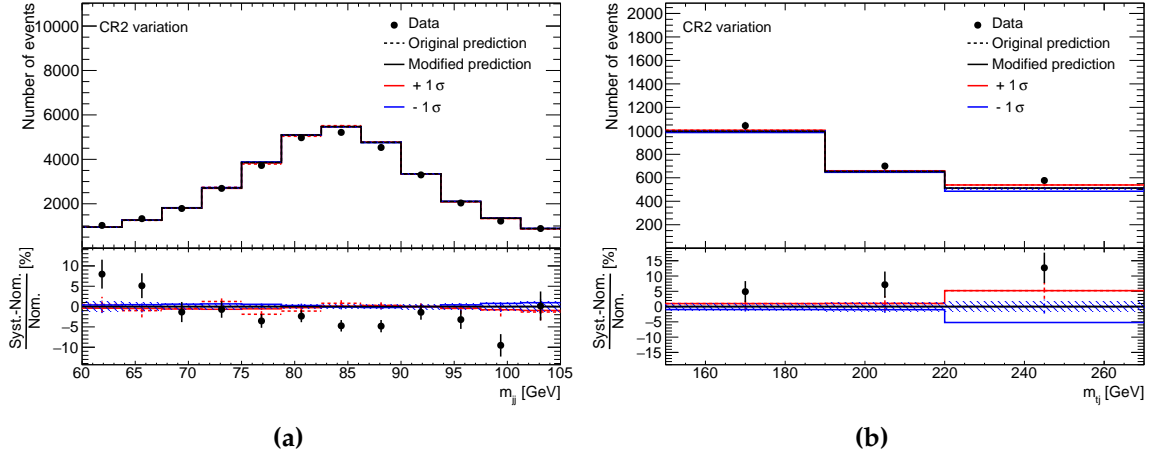 Number of events
10000
8000
6000
4000
2000
CR2 variation
Data
Original prediction
Modified prediction
+ 1 σ
- 1 σ
Syst.-Nom.
Nom.
[%]
10
5
0
−5
−10
60 65 70 75 80 85 90 95 100 105
m_jj [GeV]
(a)
Number of events
2000
1800
1600
1400
1200
1000
800
600
400
200
CR2 variation
Data
Original prediction
Modified prediction
+ 1 σ
- 1 σ
Syst.-Nom.
Nom.
[%]
15
10
5
0
−5
−10
−15
160 180 200 220 240 260
m_tj [GeV]
(b)